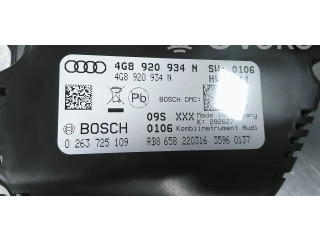 4G8 920 934 N SW: 0106
4G8 920 934 N
Pb BOSCH DMC:
09S XXX Made in
K: 292627
BOSCH 0106 Kombiinstrument Audi
0 263 725 109 RB8 658 220316 3596 0137